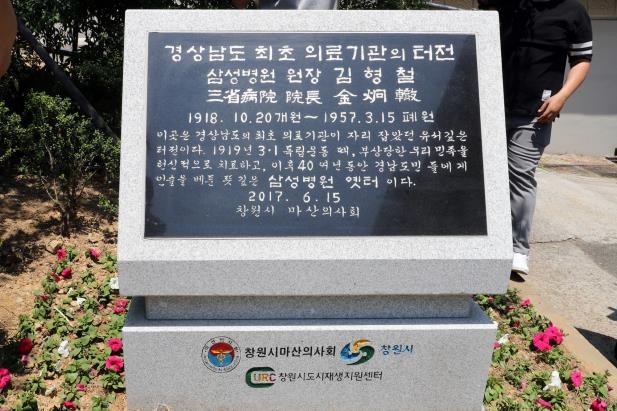 경상남도 최초 의료기관의 터전
삼성병원 원장 김형철
三省病院 院長 金炯轍
1918. 10.20개원~1957.3.15 폐원
이곳은 경상남도의 최초 의료기관이 자리 잡았던 유서깊은
터전이다. 1919년 3·1 독립운동 때, 부상당한 우리 민족을
헌신적으로 치료하고, 이후 40 여년 동안 경남도민 들에게
인술을 베푼 뜻 깊은 삼성병원 옛터 이다.
2017. 6. 15
창원시 마산의사회
창원시마산의사회 창원시
CURC 창원시도시재생지원센터